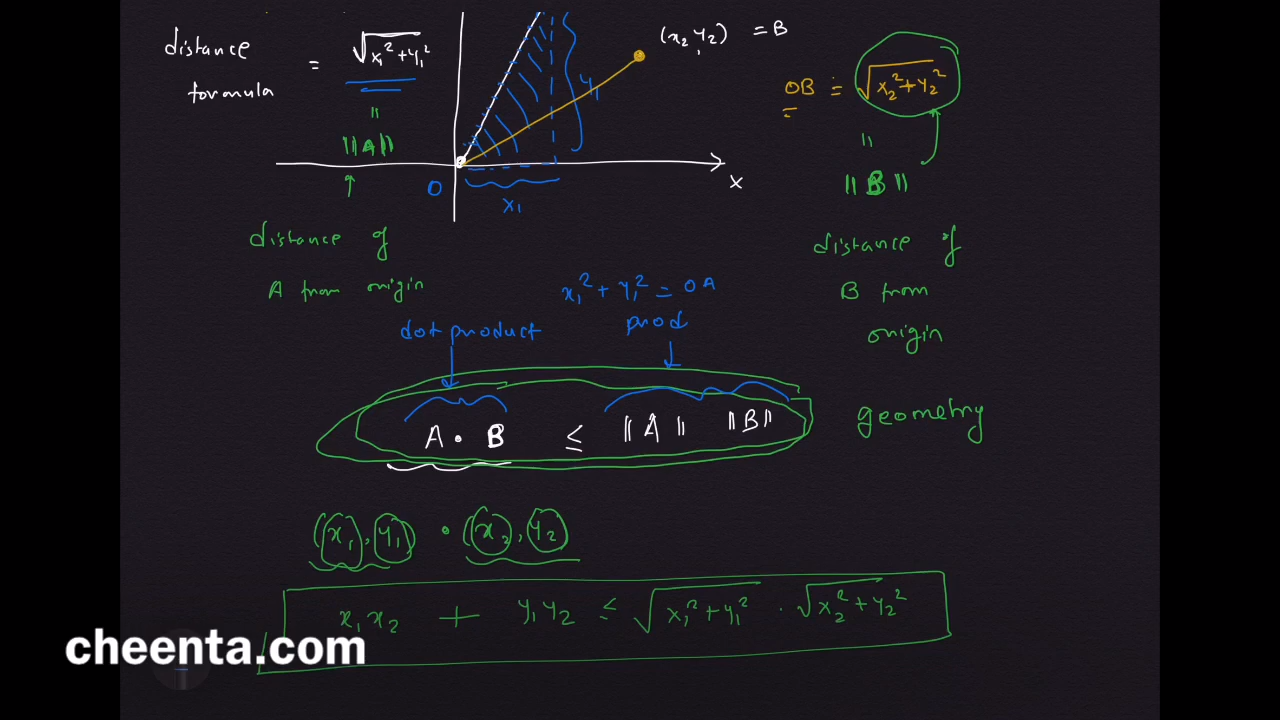 distance formula = √x₁²+y₁²
"
||A||
↑
distance of
A from origin
y₁
x₁
O
x
(x₂, y₂) = B
OB = √x₂²+y₂²
"
||B||
distance of
B from
origin
x₁² + y₁² = OA
dot product
prod
A . B ≤ ||A|| ||B||
geometry
(x₁, y₁) . (x₂, y₂)
x₁x₂ + y₁y₂ ≤ √x₁²+y₁² . √x₂²+y₂²
cheenta.com